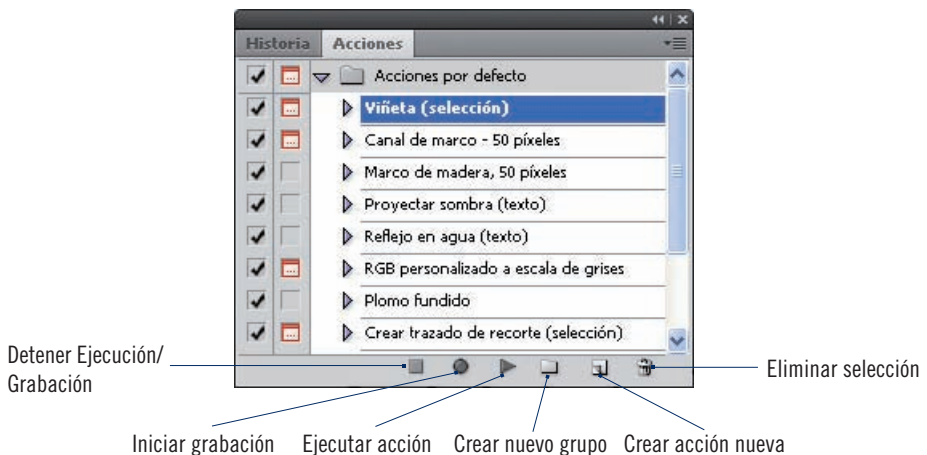 Historia Acciones
Acciones por defecto
Viñeta (selección)
Canal de marco - 50 píxeles
Marco de madera, 50 píxeles
Proyectar sombra (texto)
Reflejo en agua (texto)
RGB personalizado a escala de grises
Plomo fundido
Crear trazado de recorte (selección)
Detener Ejecución/
Grabación
Eliminar selección
Iniciar grabación Ejecutar acción Crear nuevo grupo Crear acción nueva